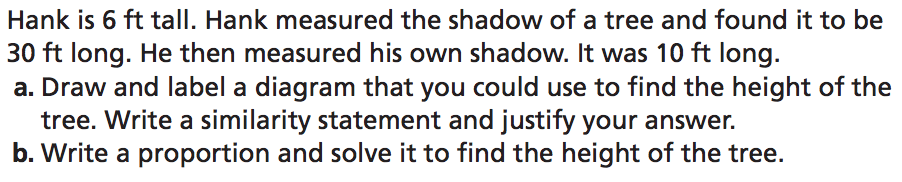 Hank is 6 ft tall. Hank measured the shadow of a tree and found it to be
30 ft long. He then measured his own shadow. It was 10 ft long.
a. Draw and label a diagram that you could use to find the height of the
tree. Write a similarity statement and justify your answer.
b. Write a proportion and solve it to find the height of the tree.